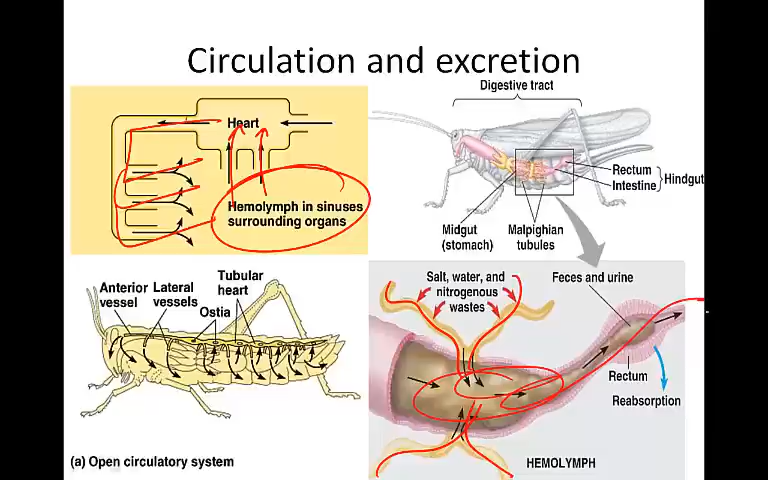 Circulation and excretion
Heart
Hemolymph in sinuses
surrounding organs
Digestive tract
Rectum
Intestine
Hindgut
Midgut
(stomach)
Malpighian
tubules
Anterior
vessel
Lateral
vessels
Tubular
heart
Ostia
(a) Open circulatory system
Salt, water, and
nitrogenous
wastes
Feces and urine
Rectum
Reabsorption
HEMOLYMPH